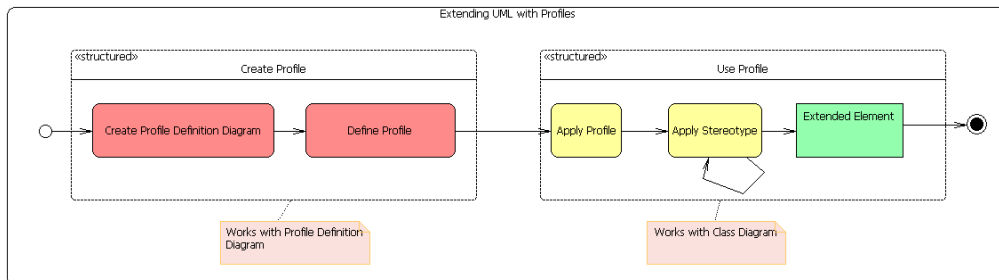 Extending UML with Profiles
«structured»
Create Profile
Create Profile Definition Diagram
Define Profile
Works with Profile Definition
Diagram
«structured»
Use Profile
Apply Profile
Apply Stereotype
Extended Element
Works with Class Diagram